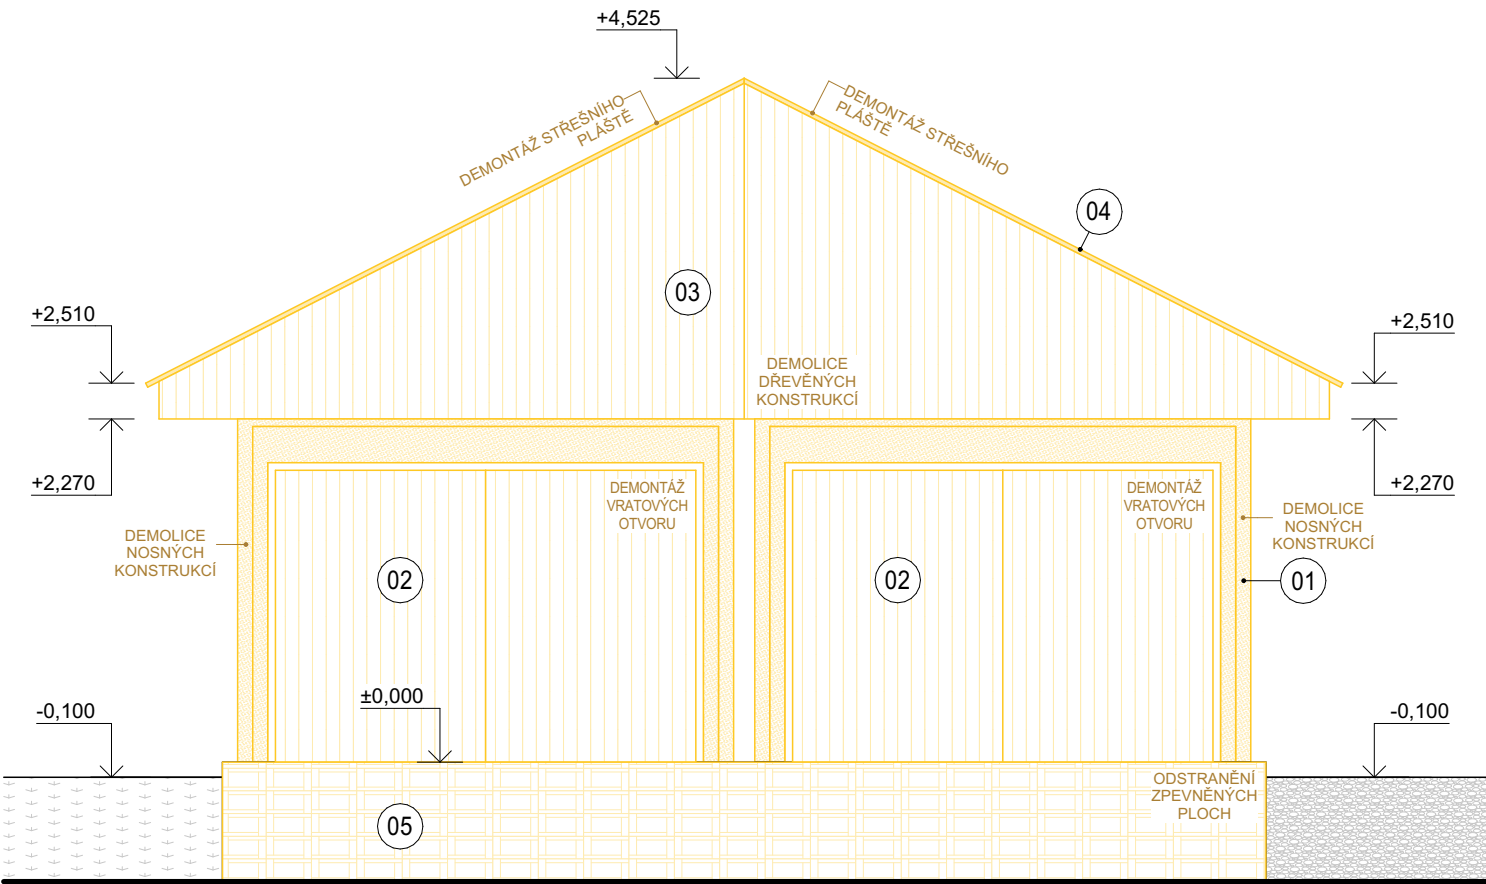 +4,525
DEMONTÁŽ STŘEŠNÍHO
PLÁŠTĚ
DEMONTÁŽ STŘEŠNÍHO
PLÁŠTĚ
04
03
+2,510
+2,510
DEMOLICE
DŘEVĚNÝCH
KONSTRUKCÍ
+2,270
+2,270
DEMONTÁŽ
VRATOVÝCH
OTVORU
DEMONTÁŽ
VRATOVÝCH
OTVORU
DEMOLICE
NOSNÝCH
KONSTRUKCÍ
DEMOLICE
NOSNÝCH
KONSTRUKCÍ
02
02
01
±0,000
-0,100
-0,100
ODSTRANĚNÍ
ZPEVNĚNÝCH
PLOCH
05